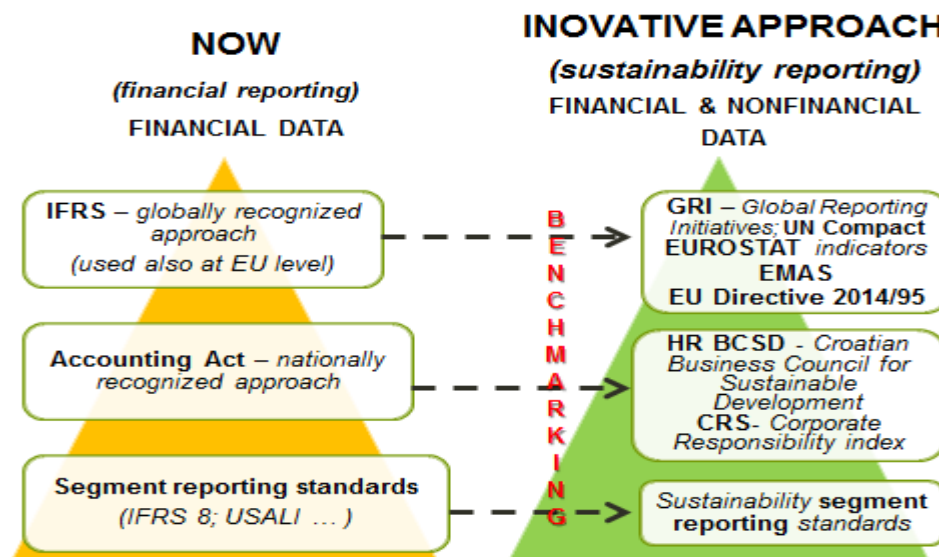 NOW
(financial reporting)
FINANCIAL DATA
IFRS – globally recognized
approach
(used also at EU level)
Accounting Act – nationally
recognized approach
Segment reporting standards
(IFRS 8; USALI ... )
BENCHMARKING
INOVATIVE APPROACH
(sustainability reporting)
FINANCIAL & NONFINANCIAL
DATA
GRI – Global Reporting
Initiatives; UN Compact
EUROSTAT indicators
EMAS
EU Directive 2014/95
HR BCSD - Croatian
Business Council for
Sustainable
Development
CRS- Corporate
Responsibility index
Sustainability segment
reporting standards